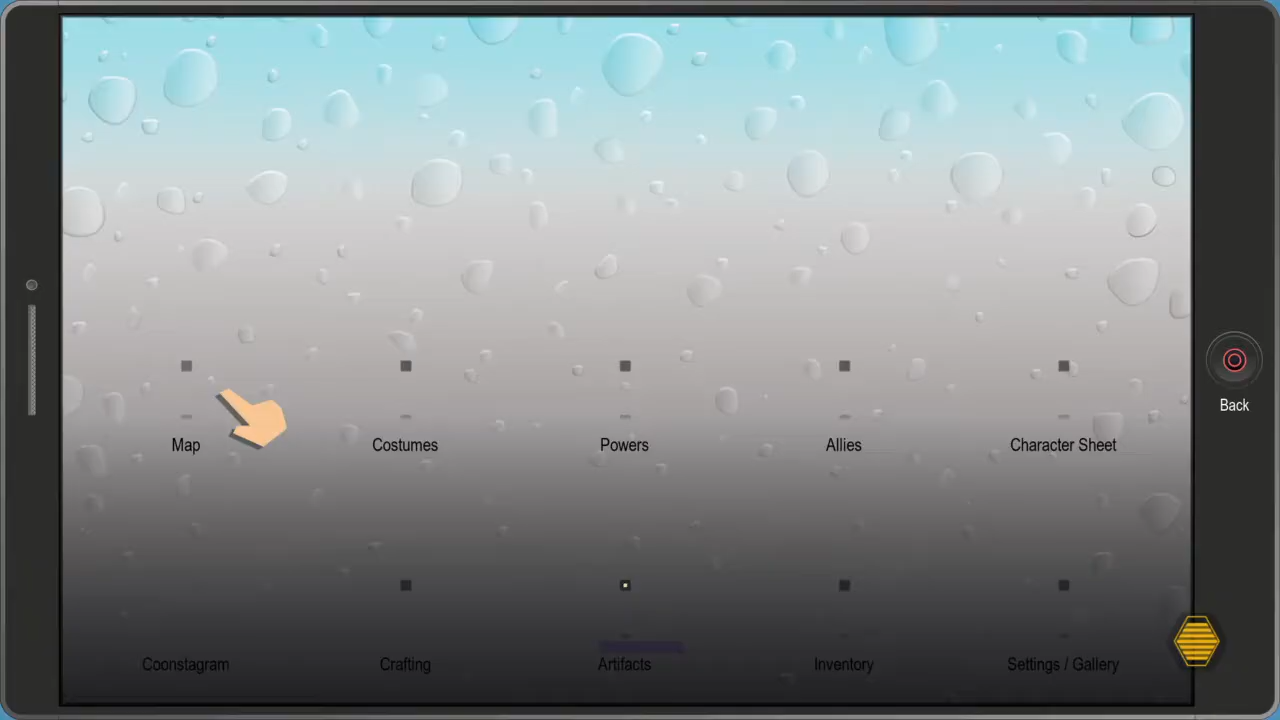 Back
Map
Costumes
Powers
Allies
Character Sheet
Coonstagram
Crafting
Artifacts
Inventory
Settings / Gallery